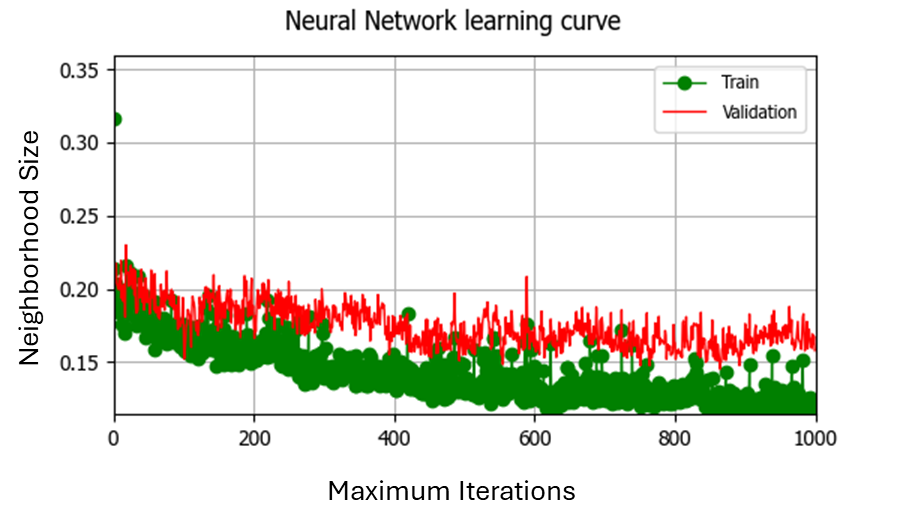 Neural Network learning curve
0.35
0.30
0.25
0.20
0.15
Neighborhood Size
Train
Validation
0 200 400 600 800 1000
Maximum Iterations